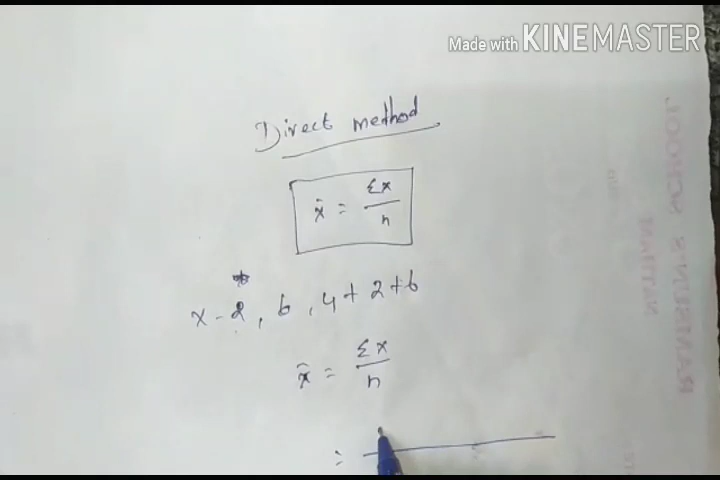 Made with KINEMASTER
Direct method
x̄ = Σx / n
x - 2, 6, 4 + 2 + 6
x̄ = Σx / n
=